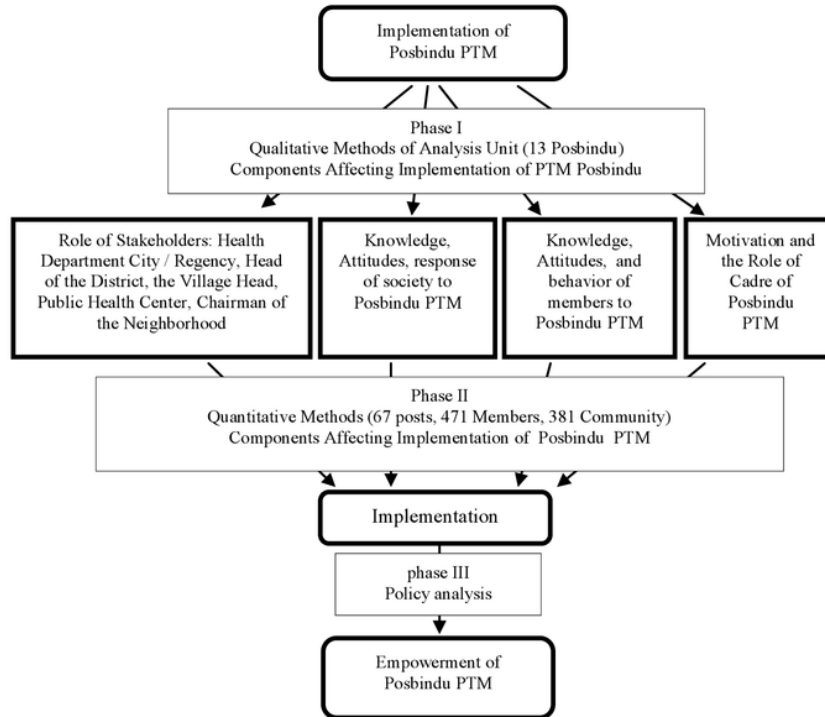 Implementation of
Posbindu PTM
Phase I
Qualitative Methods of Analysis Unit (13 Posbindu)
Components Affecting Implementation of PTM Posbindu
Role of Stakeholders: Health
Department City / Regency, Head
of the District, the Village Head,
Public Health Center, Chairman of
the Neighborhood
Knowledge,
Attitudes, response
of society to
Posbindu PTM
Knowledge,
Attitudes, and
behavior of
members to
Posbindu PTM
Motivation and
the Role of
Cadre of
Posbindu
PTM
Phase II
Quantitative Methods (67 posts, 471 Members, 381 Community)
Components Affecting Implementation of Posbindu PTM
Implementation
phase III
Policy analysis
Empowerment of
Posbindu PTM